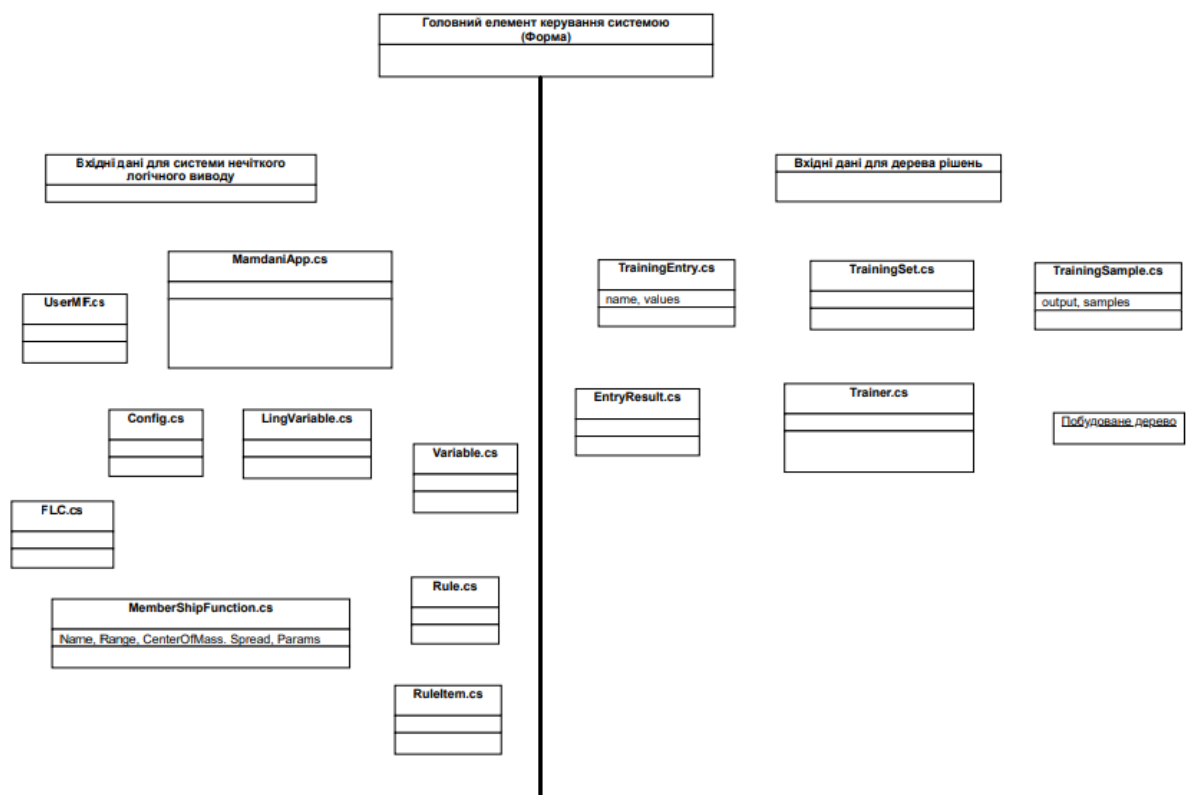 Головний елемент керування системою
(Форма)
Вхідні дані для системи нечіткого
логічного виводу
Вхідні дані для дерева рішень
MamdaniApp.cs
UserMF.cs
TrainingEntry.cs
name, values
TrainingSet.cs
TrainingSample.cs
output, samples
Config.cs
LingVariable.cs
Variable.cs
EntryResult.cs
Trainer.cs
Побудоване дерево
FLC.cs
MemberShipFunction.cs
Name, Range, CenterOfMass. Spread, Params
Rule.cs
RuleItem.cs